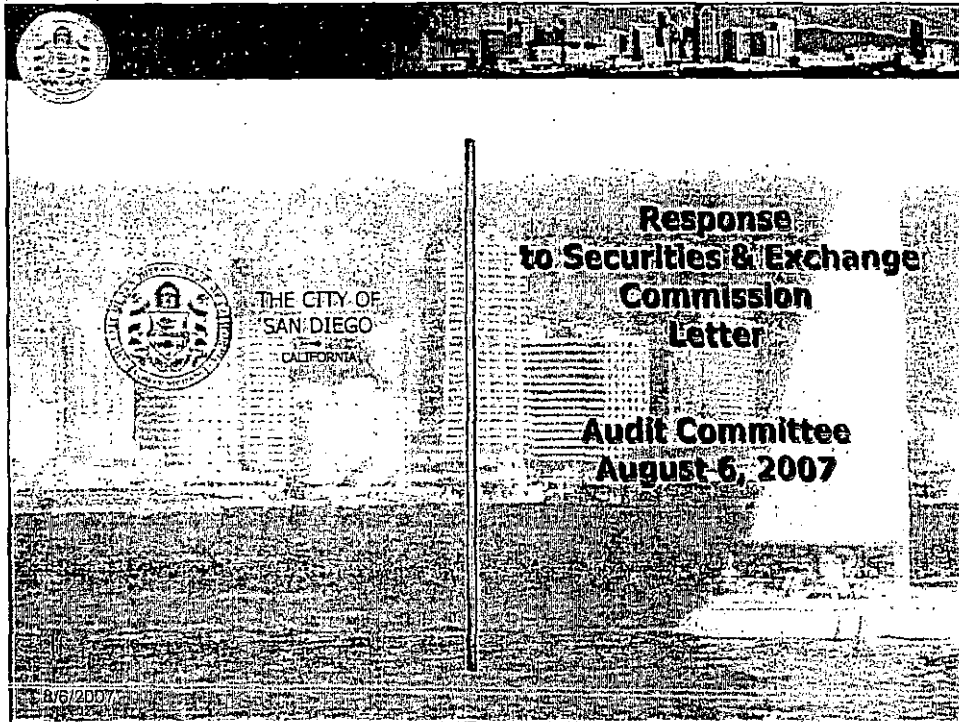 THE CITY OF
SAN DIEGO
CALIFORNIA
Response
to Securities & Exchange
Commission
Letter
Audit Committee
August 6, 2007
8/6/2007